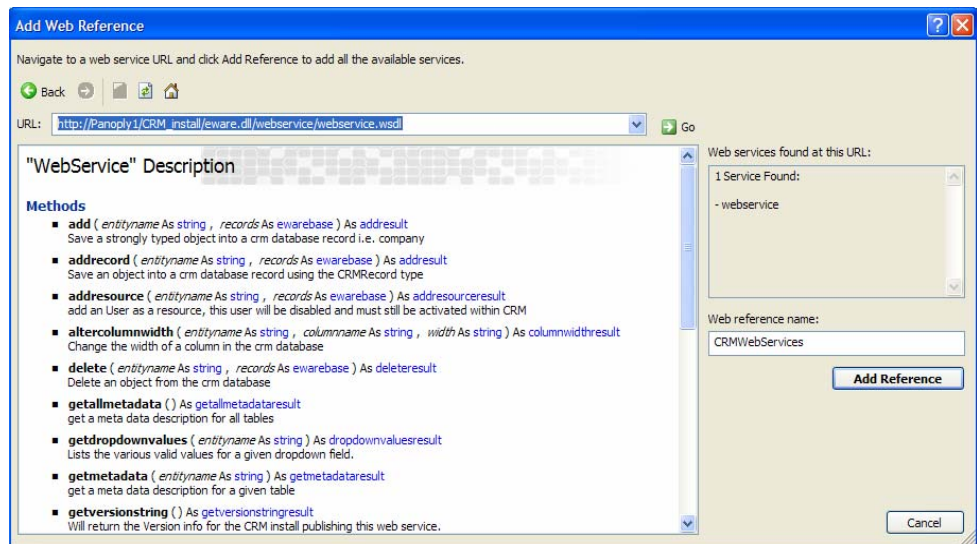 Add Web Reference
Navigate to a web service URL and click Add Reference to add all the available services.
Back
URL: http://Panoply1/CRM_install/eware.dll/webservice/webservice.wsdl Go
"WebService" Description
Methods
add ( entityname As string , records As ewarebase ) As addresult
Save a strongly typed object into a crm database record i.e. company
addrecord ( entityname As string , records As ewarebase ) As addresult
Save an object into a crm database record using the CRMRecord type
addresource ( entityname As string , records As ewarebase ) As addresourceresult
add an User as a resource, this user will be disabled and must still be activated within CRM
altercolumnwidth ( entityname As string , columnname As string , width As string ) As columnwidthresult
Change the width of a column in the crm database
delete ( entityname As string , records As ewarebase ) As deleteresult
Delete an object from the crm database
getallmetadata () As getallmetadataresult
get a meta data description for all tables
getdropdownvalues ( entityname As string ) As dropdownvaluesresult
Lists the various valid values for a given dropdown field.
getmetadata ( entityname As string ) As getmetadataresult
get a meta data description for a given table
getversionstring () As getversionstringresult
Will return the Version info for the CRM install publishing this web service.
Web services found at this URL:
1 Service Found:
- webservice
Web reference name:
CRMWebServices
Add Reference
Cancel